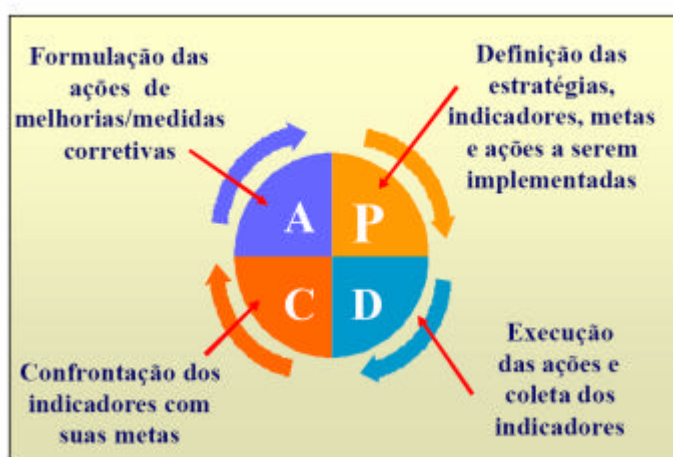 Formulação das
ações de
melhorias/medidas
corretivas
Definição das
estratégias,
indicadores, metas
e ações a serem
implementadas
A
P
C
D
Confrontação dos
indicadores com
suas metas
Execução
das ações e
coleta dos
indicadores